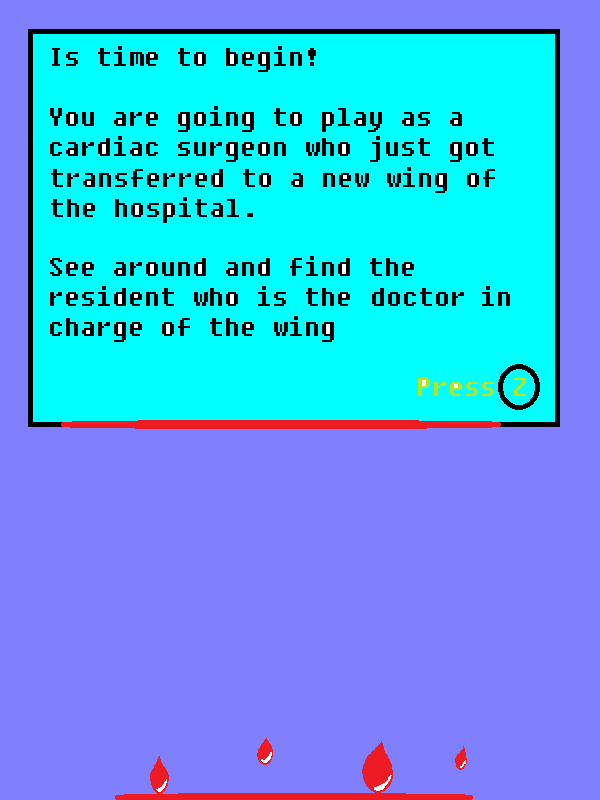 Is time to begin!
You are going to play as a
cardiac surgeon who just got
transferred to a new wing of
the hospital.
See around and find the
resident who is the doctor in
charge of the wing
Press Z